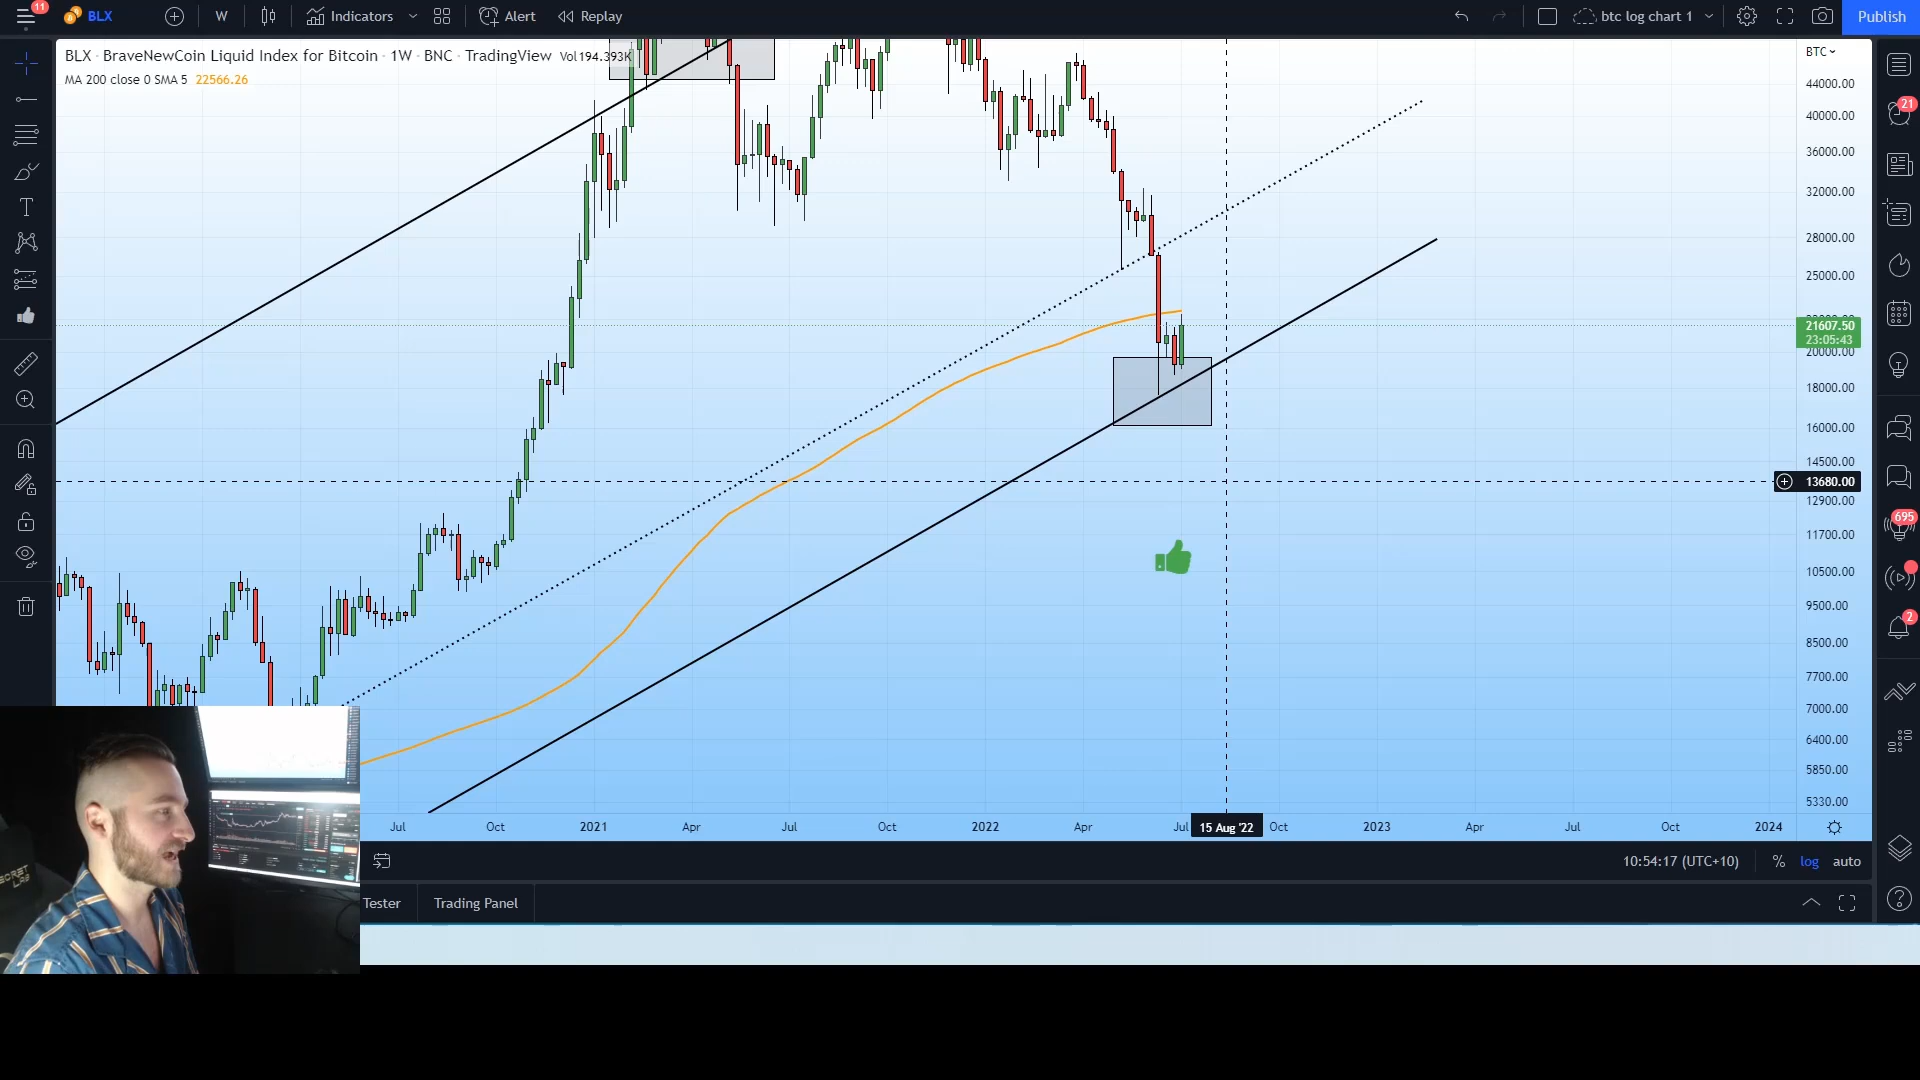 11
BLX
W
Indicators
Alert
Replay
btc log chart 1
Publish
BLX · BraveNewCoin Liquid Index for Bitcoin · 1W · BNC · TradingView Vol194.393K
MA 200 close 0 SMA 5 22566.26
BTC
44000.00
40000.00
36000.00
32000.00
28000.00
25000.00
21607.50
23:05:43
20000.00
18000.00
16000.00
14500.00
13680.00
12900.00
11700.00
10500.00
9500.00
8500.00
7700.00
7000.00
6400.00
5850.00
5330.00
21
695
2
Jul
Oct
2021
Apr
Jul
Oct
2022
Apr
Jul
15 Aug '22
Oct
2023
Apr
Jul
Oct
2024
10:54:17 (UTC+10)
%
log
auto
Tester
Trading Panel